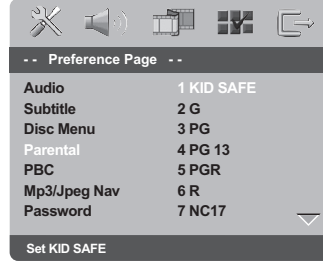 -- Preference Page --
Audio 1 KID SAFE
Subtitle 2 G
Disc Menu 3 PG
Parental 4 PG 13
PBC 5 PGR
Mp3/Jpeg Nav 6 R
Password 7 NC17
Set KID SAFE